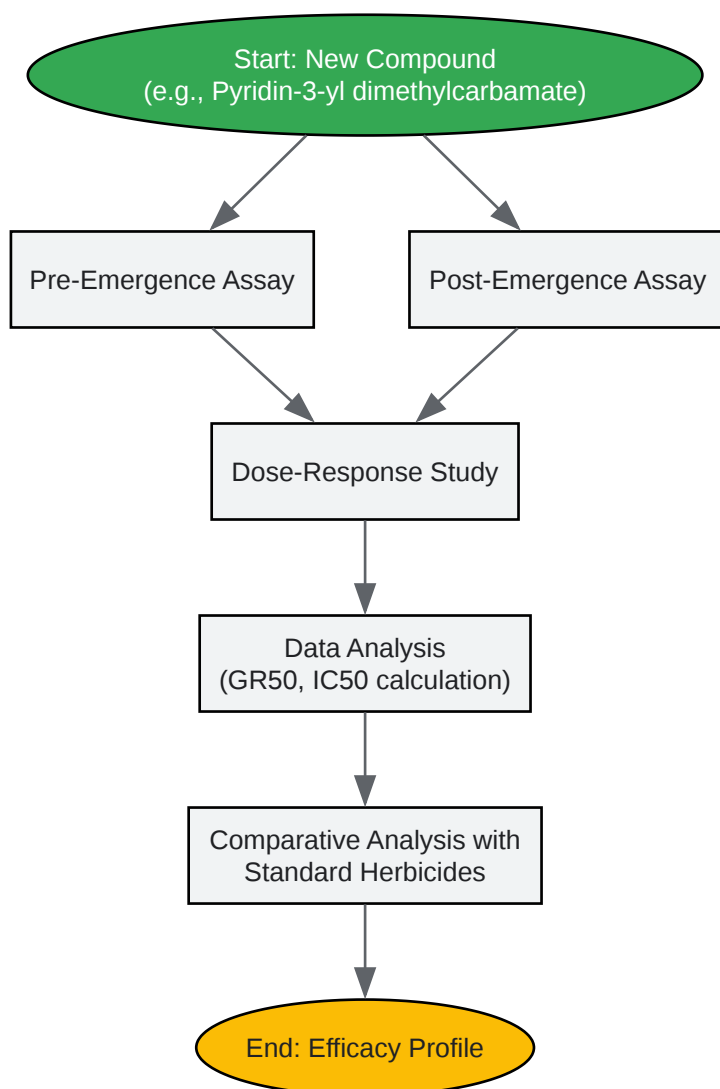 Start: New Compound
(e.g., Pyridin-3-yl dimethylcarbamate)
Pre-Emergence Assay
Post-Emergence Assay
Dose-Response Study
Data Analysis
(GR50, IC50 calculation)
Comparative Analysis with
Standard Herbicides
End: Efficacy Profile